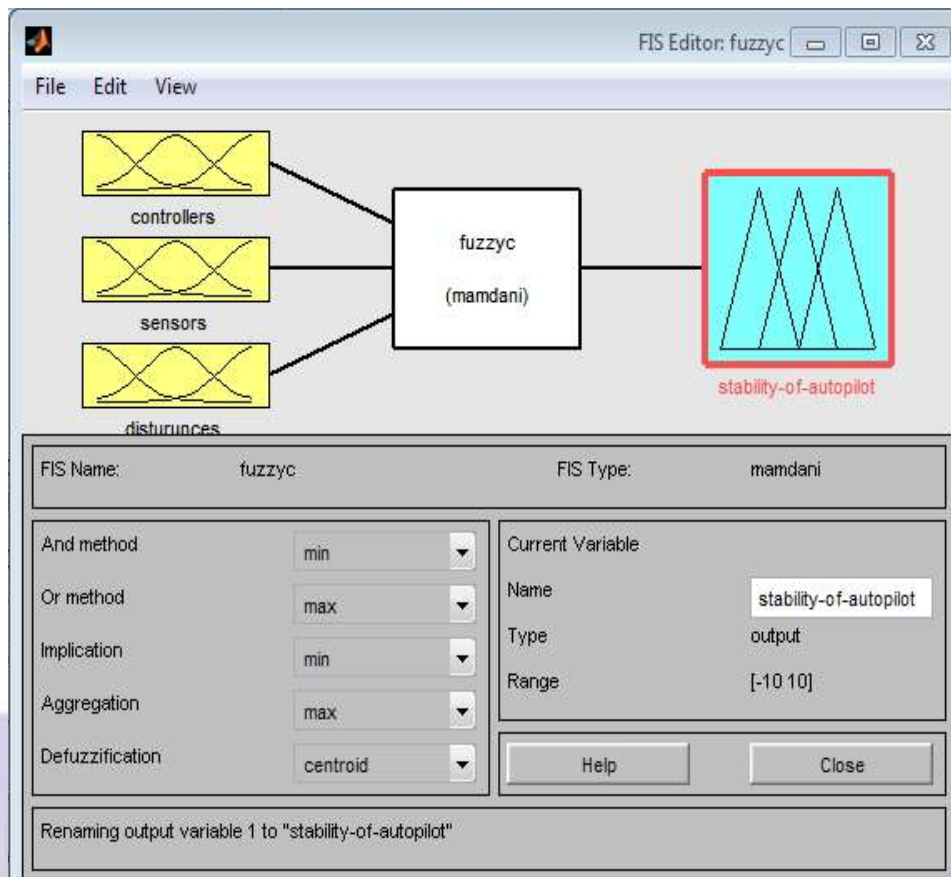 FIS Editor: fuzzyc
File Edit View
controllers
sensors
disturunces
fuzzyc
(mamdani)
stability-of-autopilot
FIS Name: fuzzyc FIS Type: mamdani
And method min
Or method max
Implication min
Aggregation max
Defuzzification centroid
Current Variable
Name stability-of-autopilot
Type output
Range [-10 10]
Help Close
Renaming output variable 1 to "stability-of-autopilot"